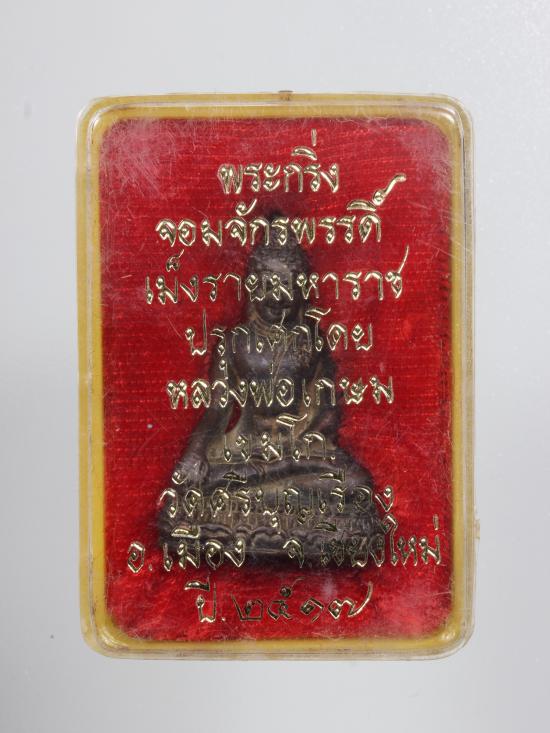 พระกริ่ง
จอมจักรพรรดิ์
เม็งรายมหาราช
ปรุกเศกโดย
หลวงพ่อเกษม
เขมโก.
วัดศรีบุญเรือง
อ.เมือง จ.เชียงใหม่
ปี.๒๕๑๗